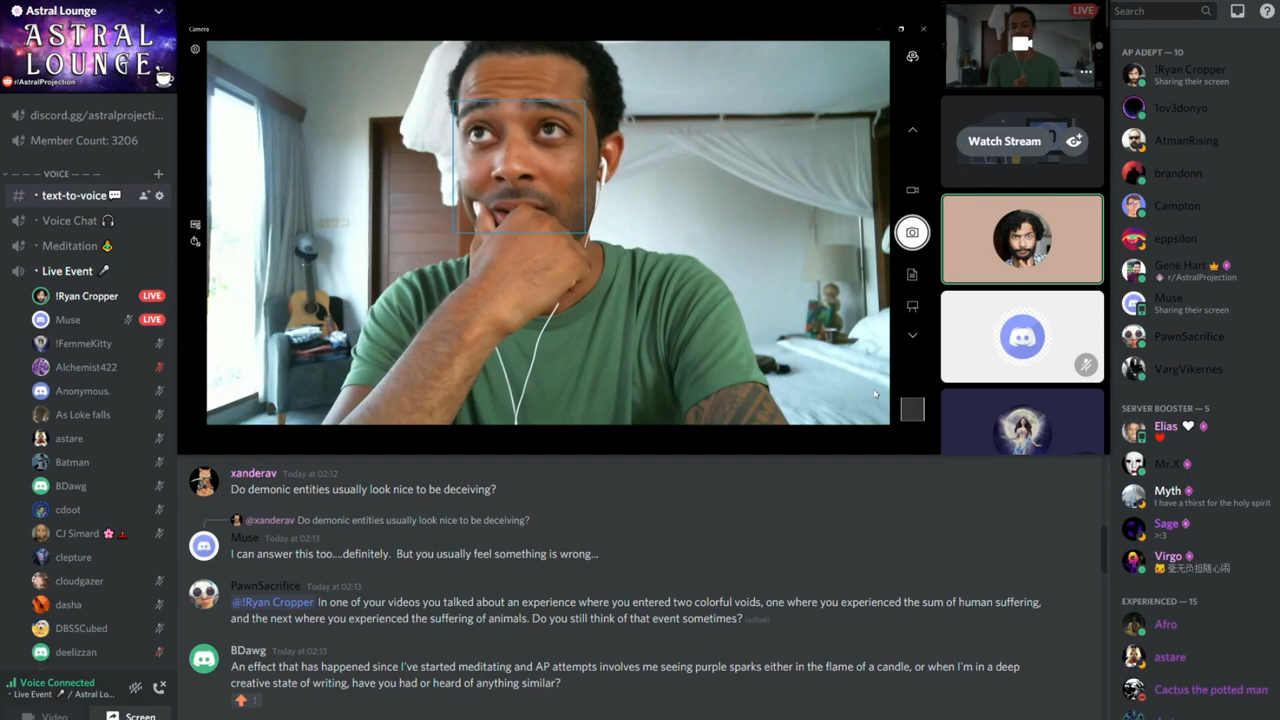 Astral Lounge
ASTRAL
LOUNGE
r/AstralProjection
discord.gg/astralprojecti...
Member Count: 3206
VOICE
text-to-voice
Voice Chat
Meditation
Live Event
!Ryan Cropper LIVE
Muse LIVE
!FemmeKitty
Alchemist422
Anonymous.
As Loke falls
astare
Batman
BDawg
cdoot
CJ Simard
clepture
cloudgazer
dasha
DBSSCubed
deelizzan
Voice Connected
Live Event / Astral Lo...
Video Screen
Camera
LIVE
Watch Stream
xanderav Today at 02:12
Do demonic entities usually look nice to be deceiving?
@xanderav Do demonic entities usually look nice to be deceiving?
Muse Today at 02:13
I can answer this too....definitely. But you usually feel something is wrong...
PawnSacrifice Today at 02:13
@!Ryan Cropper In one of your videos you talked about an experience where you entered two colorful voids, one where you experienced the sum of human suffering,
and the next where you experienced the suffering of animals. Do you still think of that event sometimes? (edited)
BDawg Today at 02:13
An effect that has happened since I've started meditating and AP attempts involves me seeing purple sparks either in the flame of a candle, or when I'm in a deep
creative state of writing, have you had or heard of anything similar?
1
Search
AP ADEPT — 10
!Ryan Cropper
Sharing their screen
1ov3donyo
AtmanRising
brandonn
Campton
eppsilon
Gene Hart
r/AstralProjection
Muse
Sharing their screen
PawnSacrifice
VargVikernes
SERVER BOOSTER — 5
Elias
Mr.X
Myth
I have a thirst for the holy spirit
Sage
>:3
Virgo
EXPERIENCED — 15
Afro
astare
Cactus the potted man